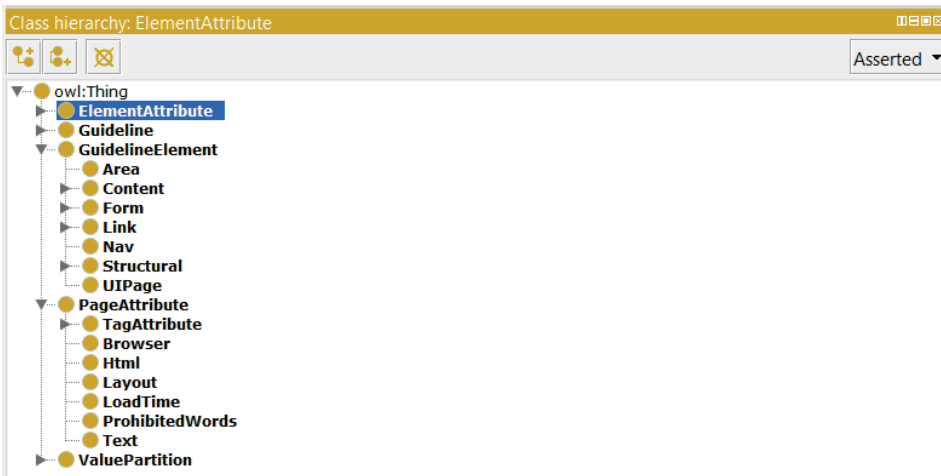 Class hierarchy: ElementAttribute
Asserted
owl:Thing
ElementAttribute
Guideline
GuidelineElement
Area
Content
Form
Link
Nav
Structural
UIPage
PageAttribute
TagAttribute
Browser
Html
Layout
LoadTime
ProhibitedWords
Text
ValuePartition